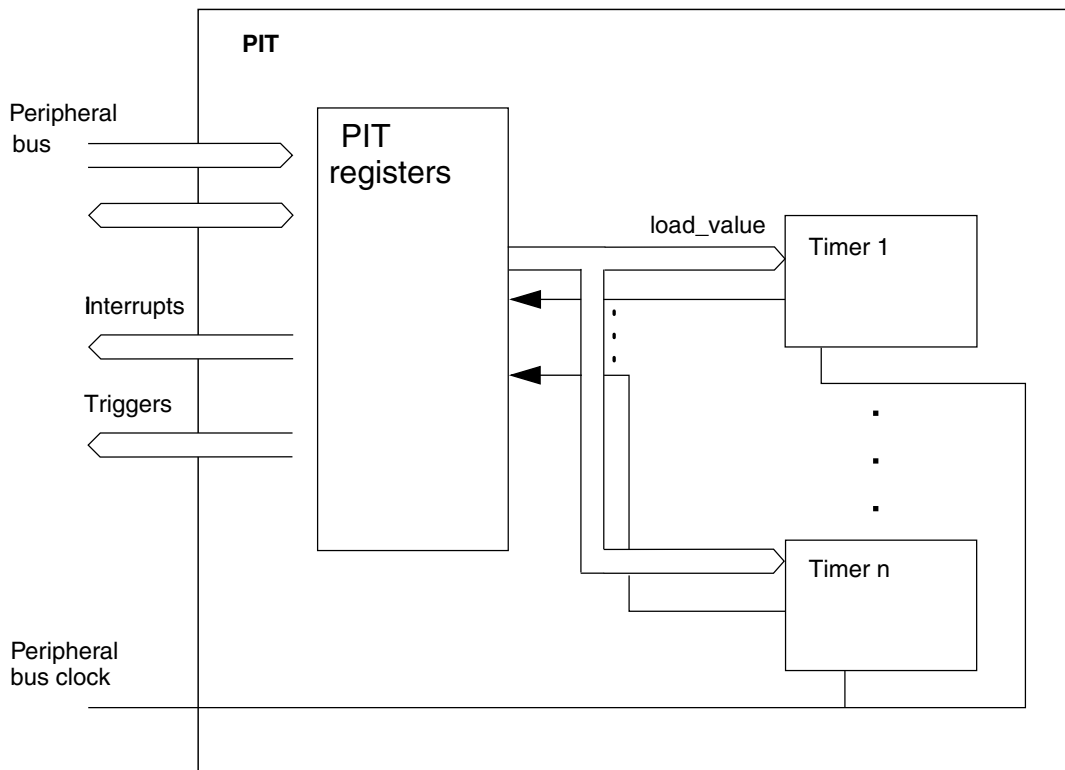 PIT
Peripheral
bus
PIT
registers
load_value
Timer 1
Interrupts
Triggers
Timer n
Peripheral
bus clock